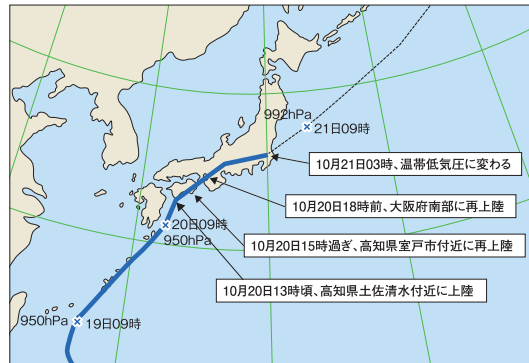 992hPa
21日09時
10月21日03時、温帯低気圧に変わる
10月20日18時前、大阪府南部に再上陸
20日09時
950hPa
10月20日15時過ぎ、高知県室戸市付近に再上陸
10月20日13時頃、高知県土佐清水付近に上陸
950hPa
19日09時